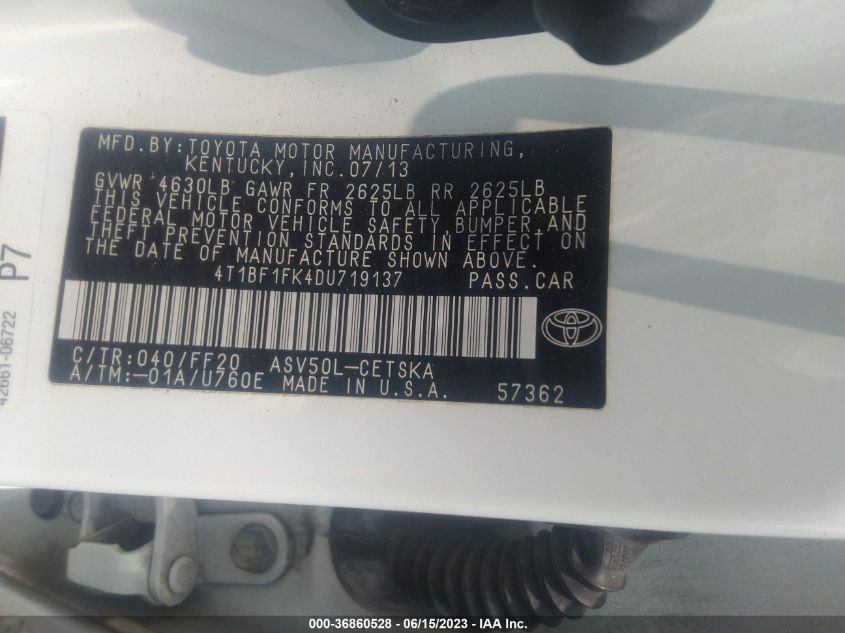 MFD.BY:TOYOTA MOTOR MANUFACTURING,
KENTUCKY,INC.07/13
GVWR 4630LB GAWR FR 2625LB RR 2625LB
THIS VEHICLE CONFORMS TO ALL APPLICABLE
FEDERAL MOTOR VEHICLE SAFETY,BUMPER,AND
THEFT PREVENTION STANDARDS IN EFFECT ON
THE DATE OF MANUFACTURE SHOWN ABOVE.
4T1BF1FK4DU719137 PASS.CAR
C/TR:040/FF20 ASV50L-CETSKA
A/TM:-01A/U760E MADE IN U.S.A. 57362
42661-06722 P7
000-36860528 - 06/15/2023 - IAA Inc.